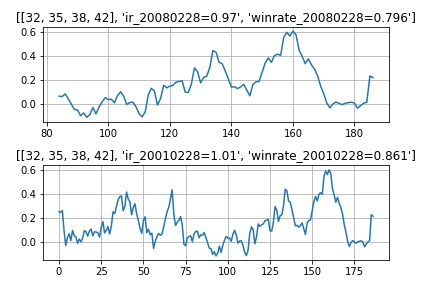 [[32, 35, 38, 42], 'ir_20080228=0.97', 'winrate_20080228=0.796']
0.6
0.4
0.2
0.0
80 100 120 140 160 180
[[32, 35, 38, 42], 'ir_20010228=1.01', 'winrate_20010228=0.861']
0.6
0.4
0.2
0.0
0 25 50 75 100 125 150 175